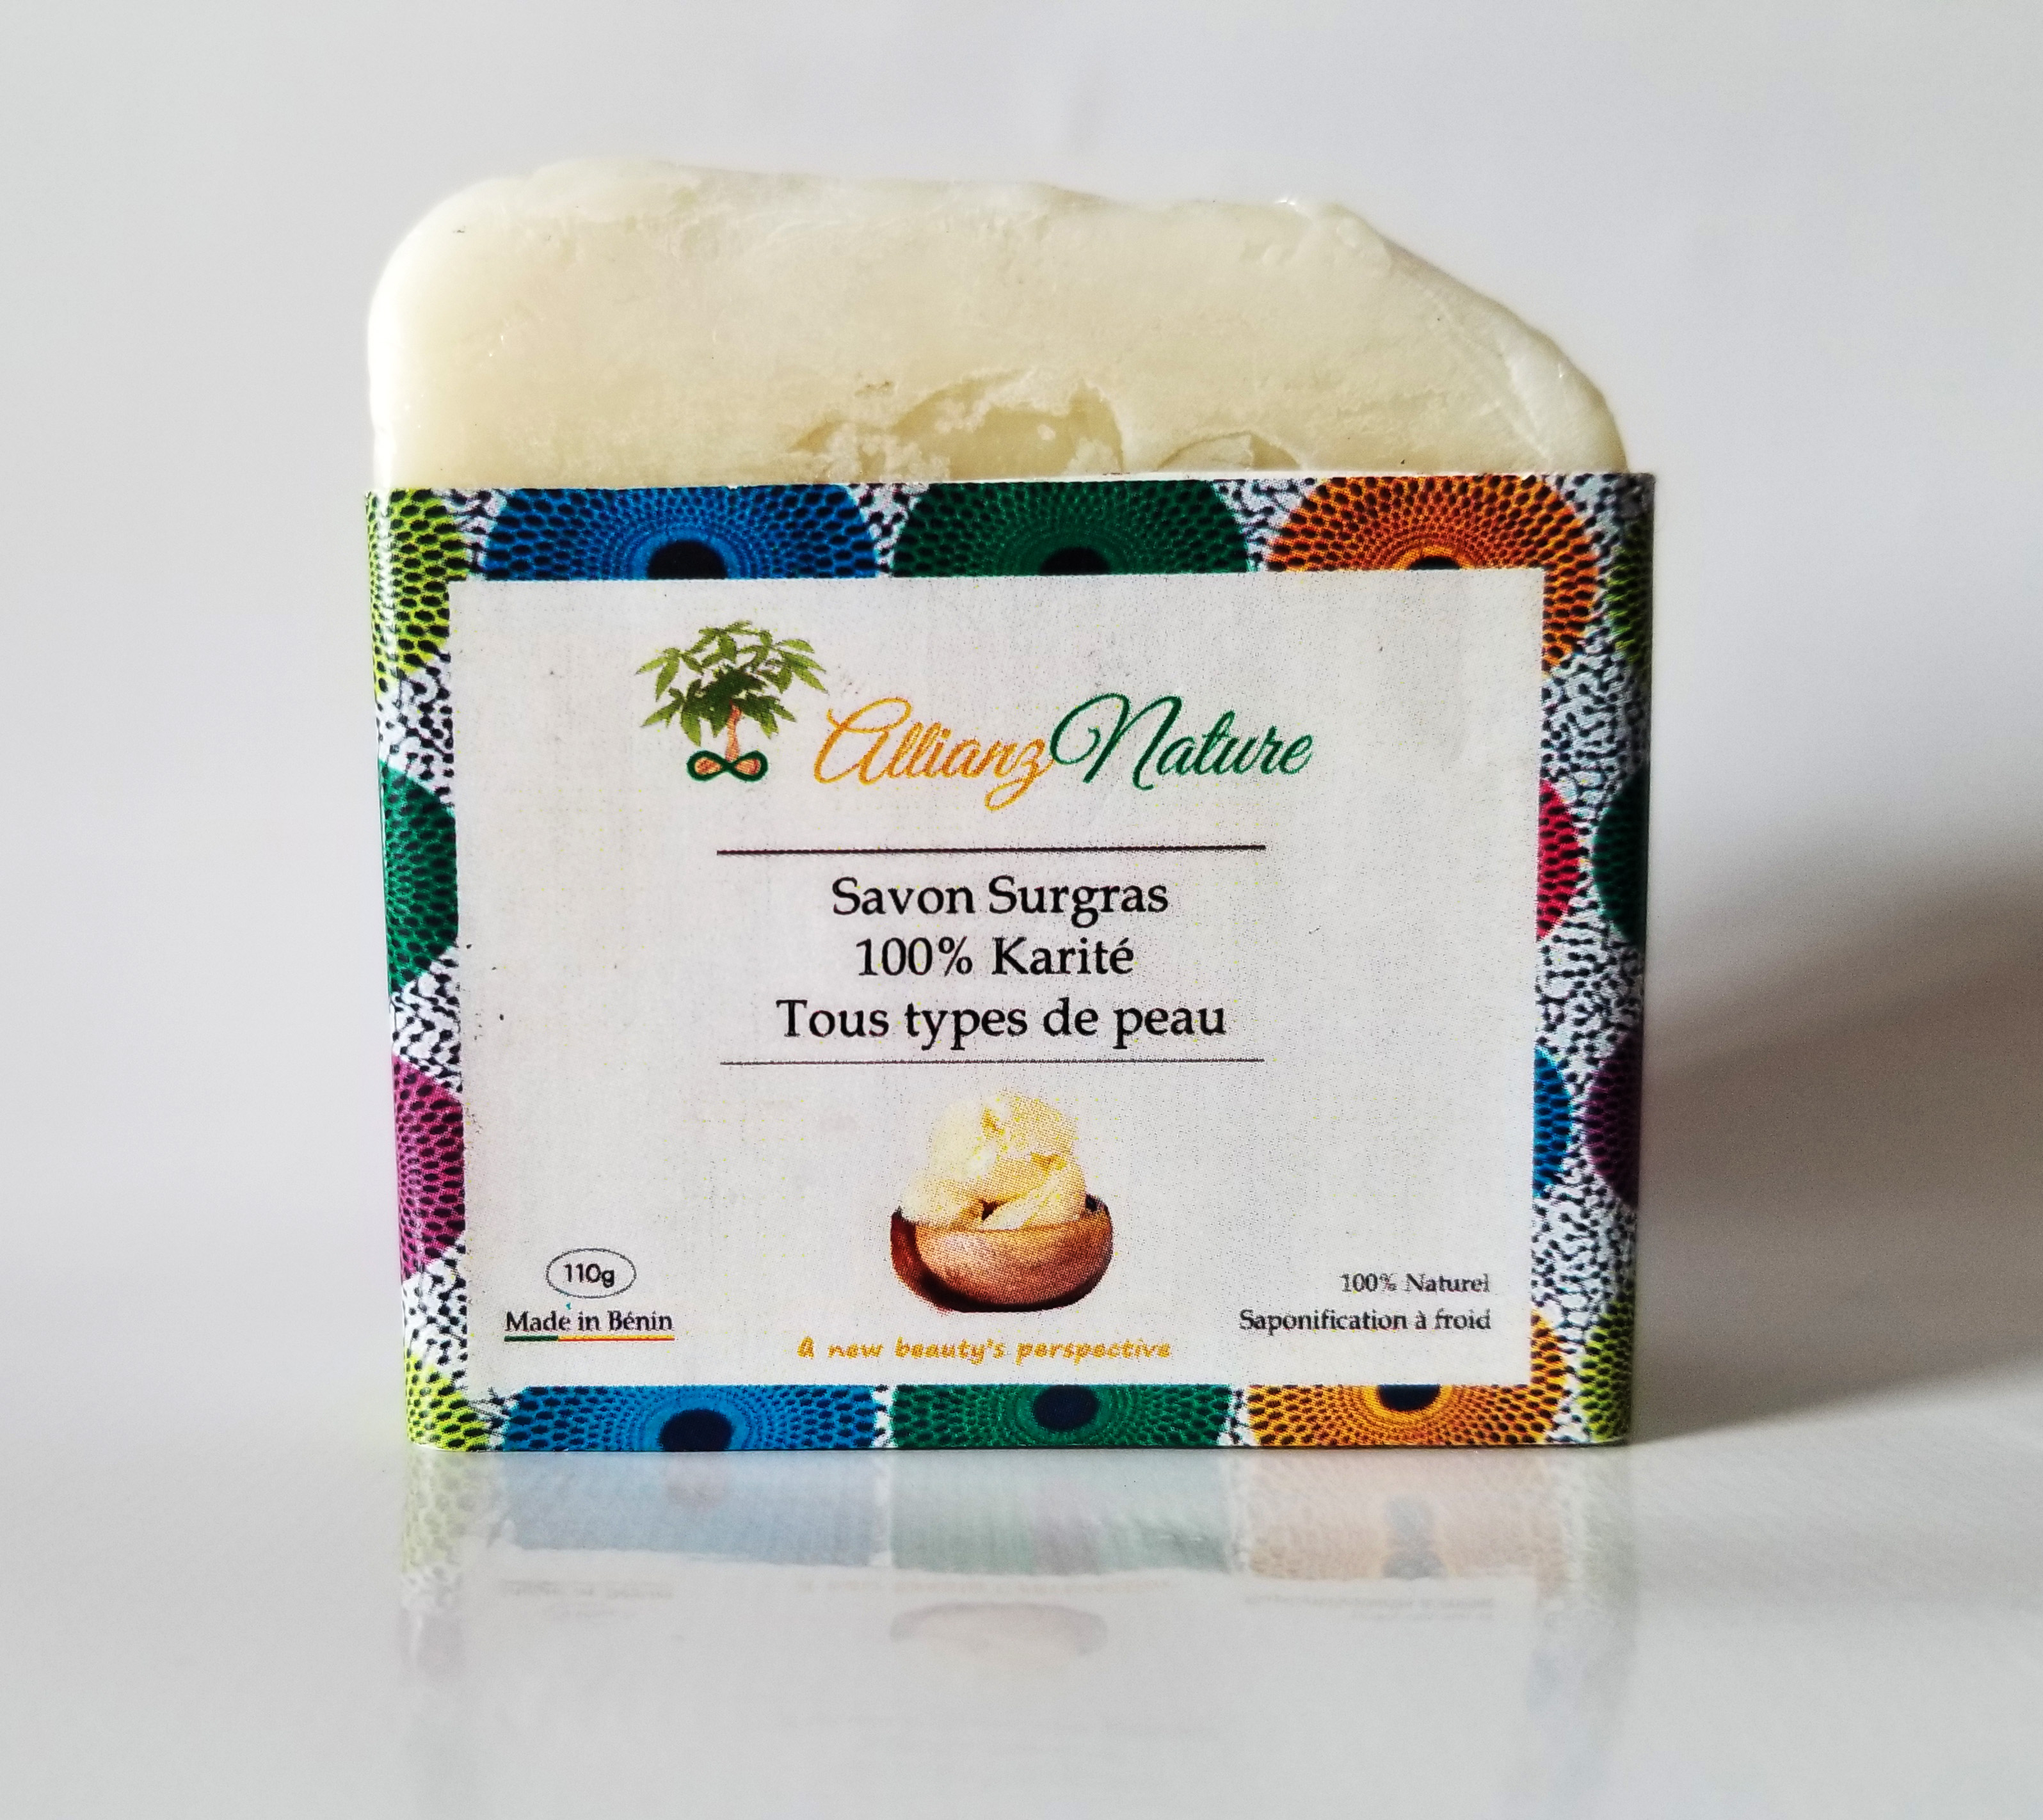 AllianzNature
Savon Surgras
100% Karité
Tous types de peau
110g
Made in Bénin
A new beauty's perspective
100% Naturel
Saponification à froid